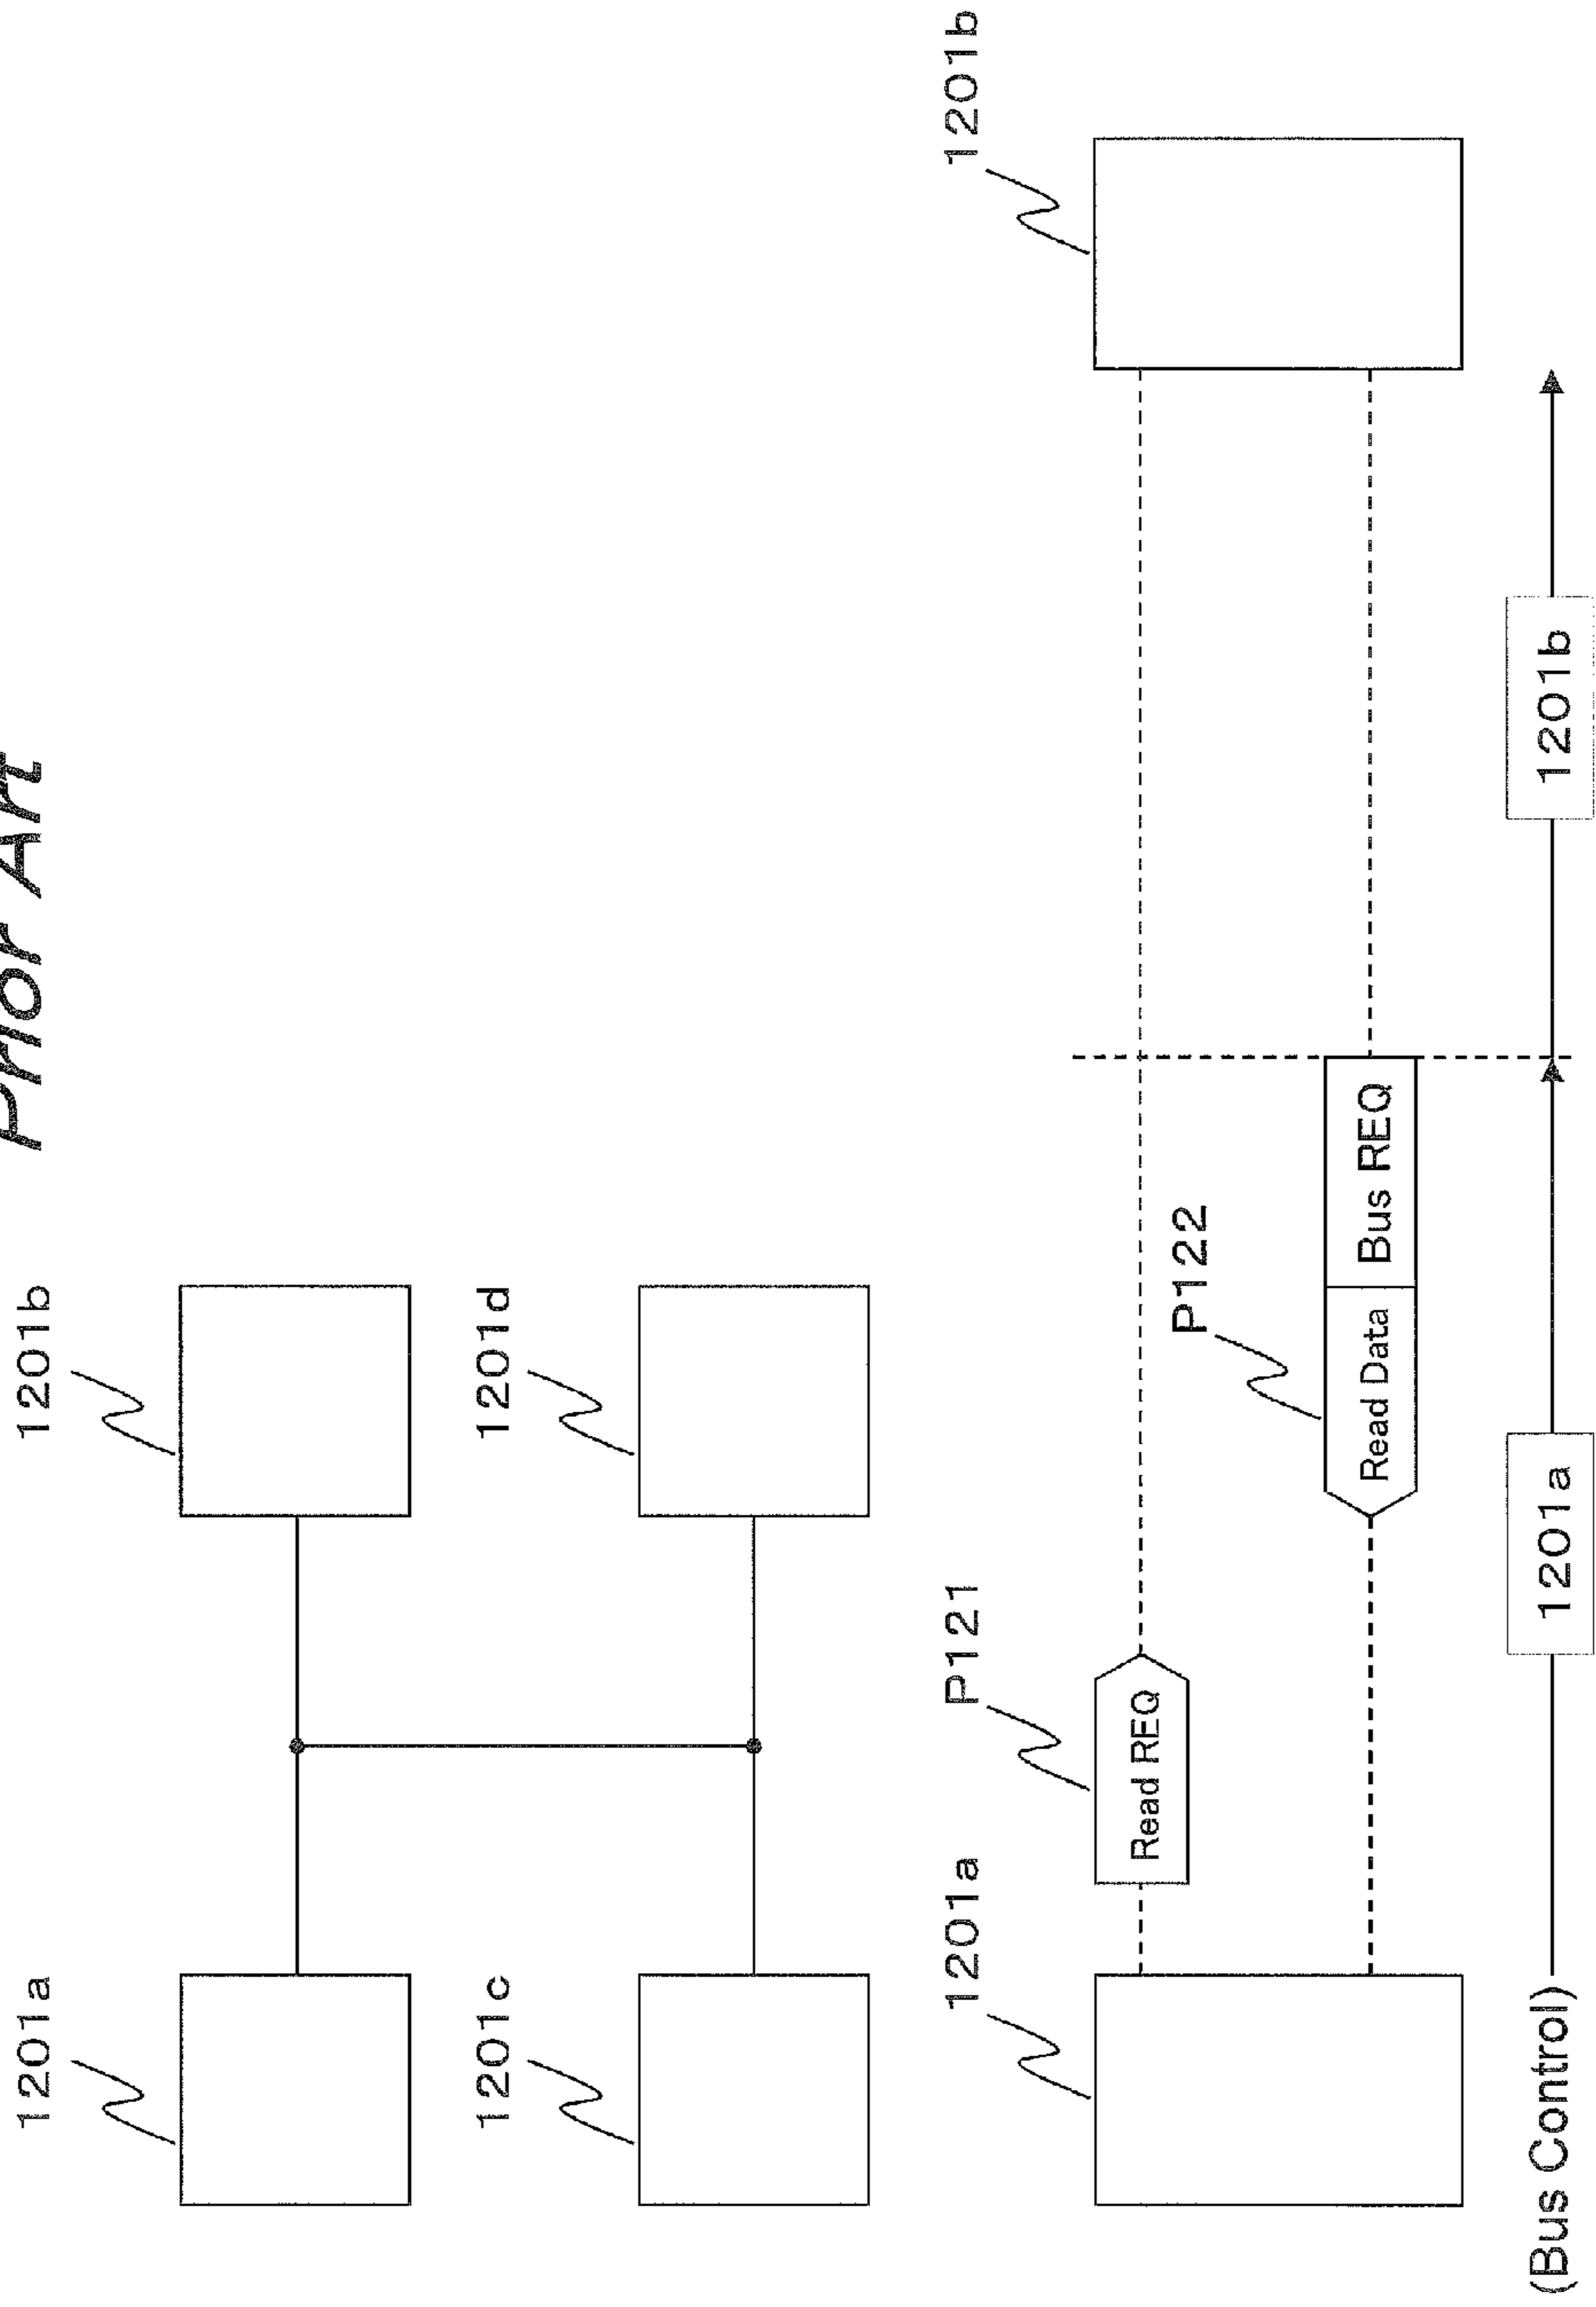 Prior Art
1201a
1201b
1201c
1201d
1201a
P121
P122
1201b
Read REQ
Read Data
Bus REQ
(Bus Control)
1201a
1201b